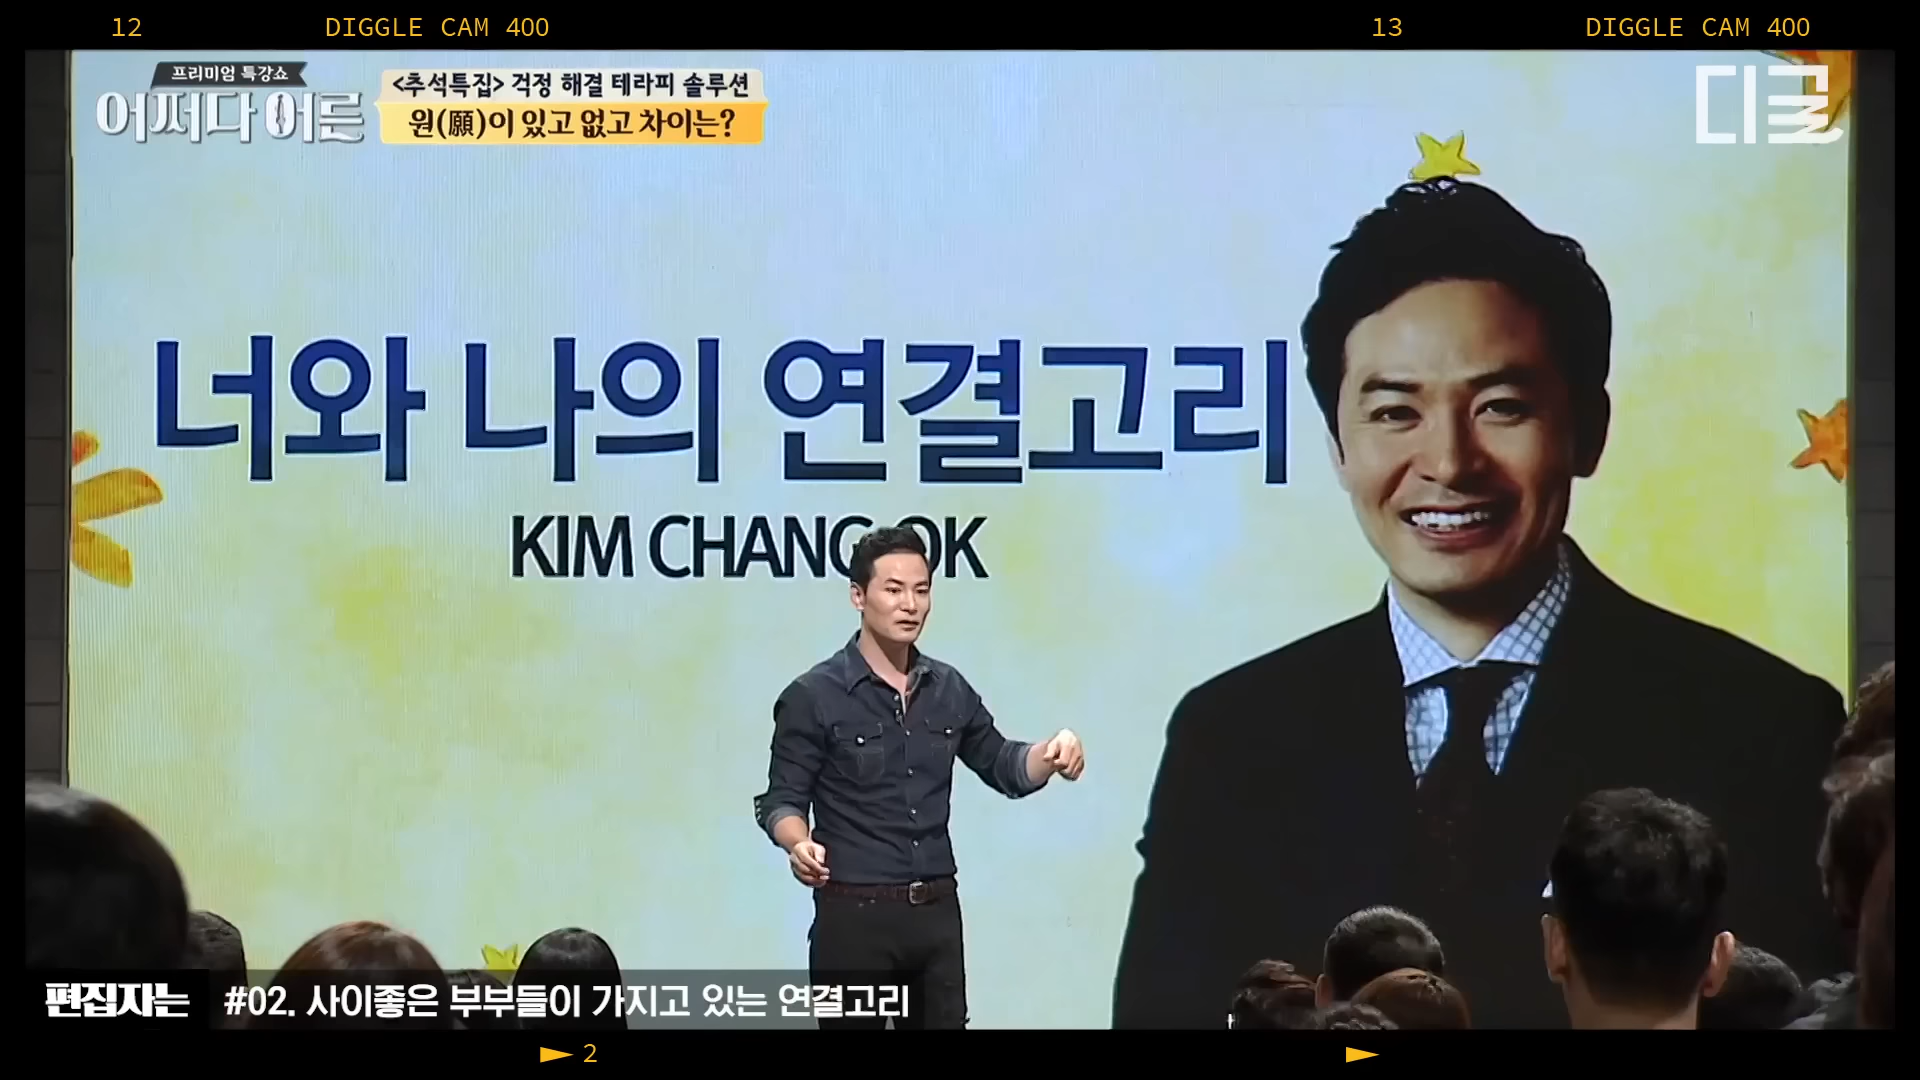 12 DIGGLE CAM 400 13 DIGGLE CAM 400
프리미엄 특강쇼
어쩌다 어른
<추석특집> 걱정 해결 테라피 솔루션
원(願)이 있고 없고 차이는?
디글
너와 나의 연결고리
KIM CHANG OK
편집자는 #02. 사이좋은 부부들이 가지고 있는 연결고리
2